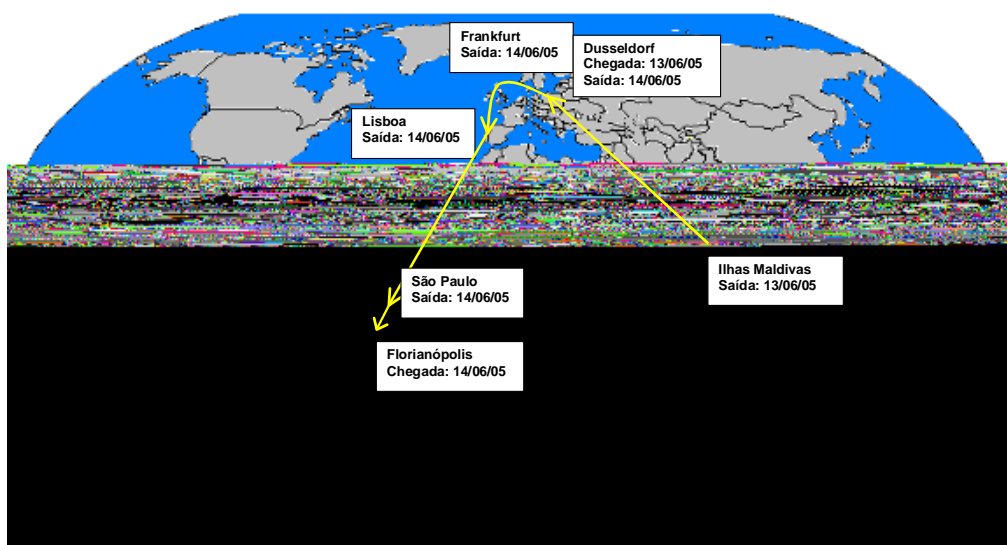 Frankfurt
Saída: 14/06/05
Dusseldorf
Chegada: 13/06/05
Saída: 14/06/05
Lisboa
Saída: 14/06/05
Ilhas Maldivas
Saída: 13/06/05
São Paulo
Saída: 14/06/05
Florianópolis
Chegada: 14/06/05